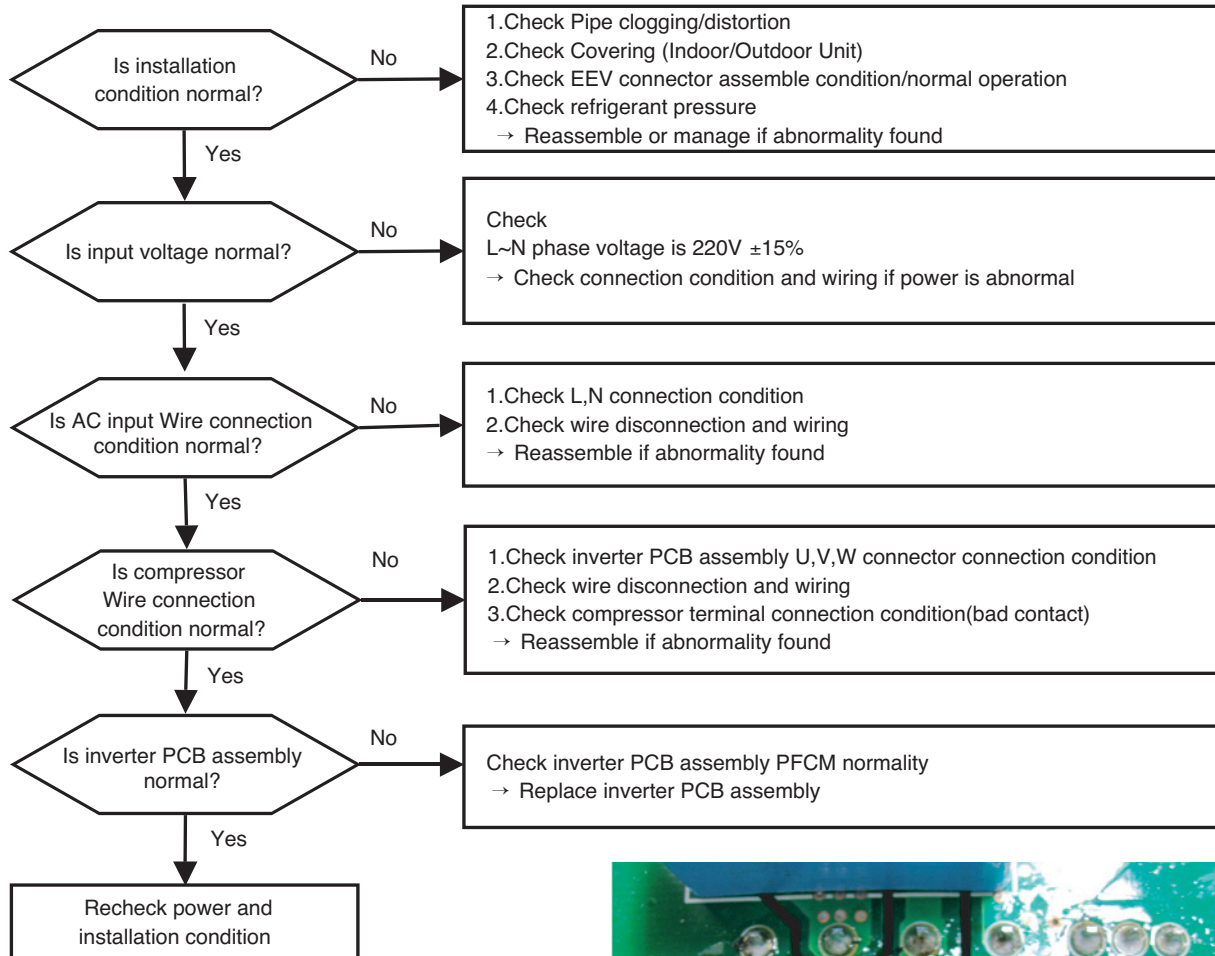 Is installation
condition normal?
No
1.Check Pipe clogging/distortion
2.Check Covering (Indoor/Outdoor Unit)
3.Check EEV connector assemble condition/normal operation
4.Check refrigerant pressure
→ Reassemble or manage if abnormality found
Yes
Is input voltage normal?
No
Check
L~N phase voltage is 220V ±15%
→ Check connection condition and wiring if power is abnormal
Yes
Is AC input Wire connection
condition normal?
No
1.Check L,N connection condition
2.Check wire disconnection and wiring
→ Reassemble if abnormality found
Yes
Is compressor
Wire connection
condition normal?
No
1.Check inverter PCB assembly U,V,W connector connection condition
2.Check wire disconnection and wiring
3.Check compressor terminal connection condition(bad contact)
→ Reassemble if abnormality found
Yes
Is inverter PCB assembly
normal?
No
Check inverter PCB assembly PFCM normality
→ Replace inverter PCB assembly
Yes
Recheck power and
installation condition